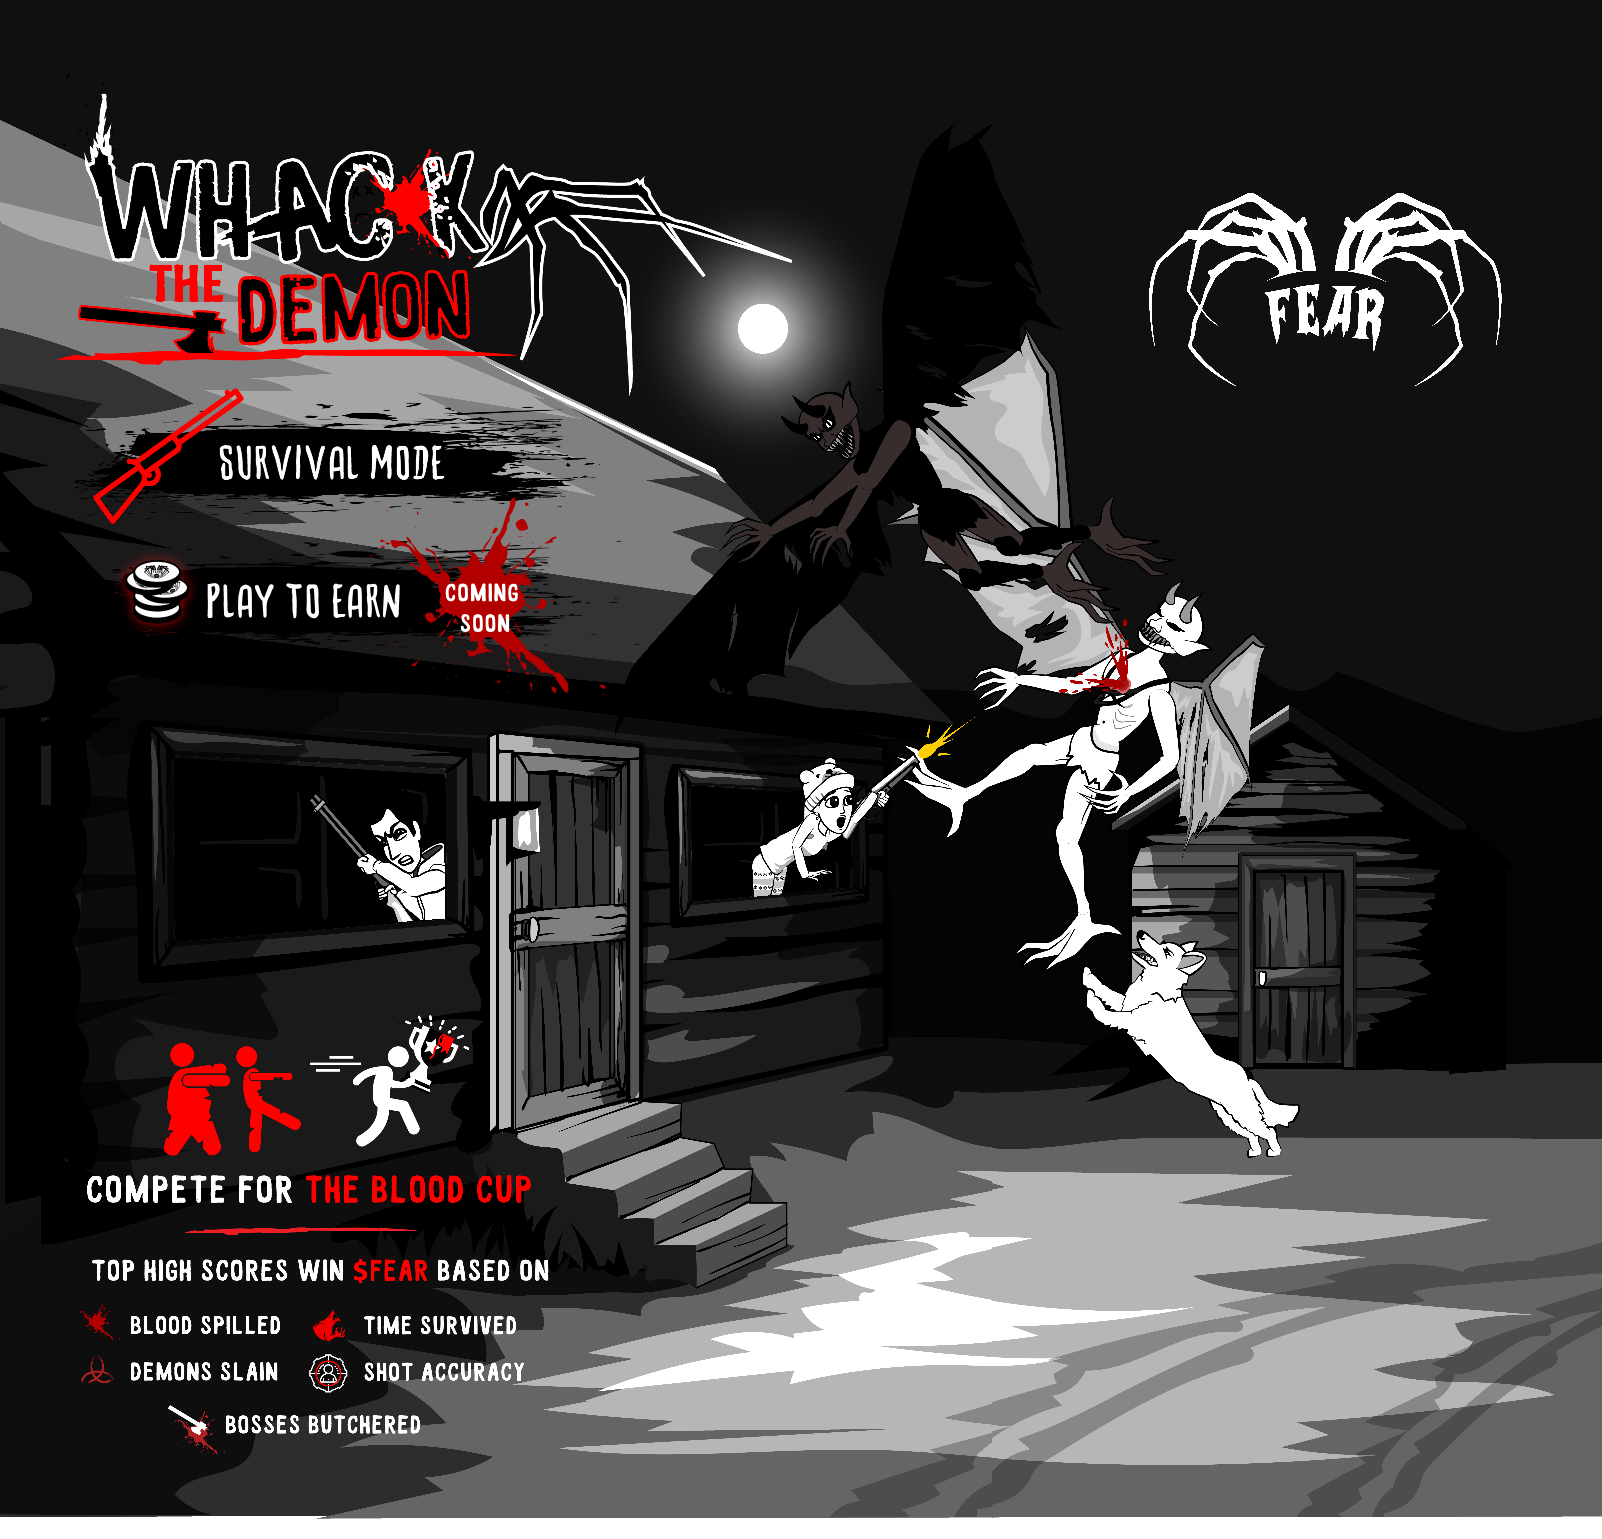 WHACK
THE DEMON
FEAR
SURVIVAL MODE
PLAY TO EARN
COMING
SOON
COMPETE FOR THE BLOOD CUP
TOP HIGH SCORES WIN $FEAR BASED ON
BLOOD SPILLED
TIME SURVIVED
DEMONS SLAIN
SHOT ACCURACY
BOSSES BUTCHERED